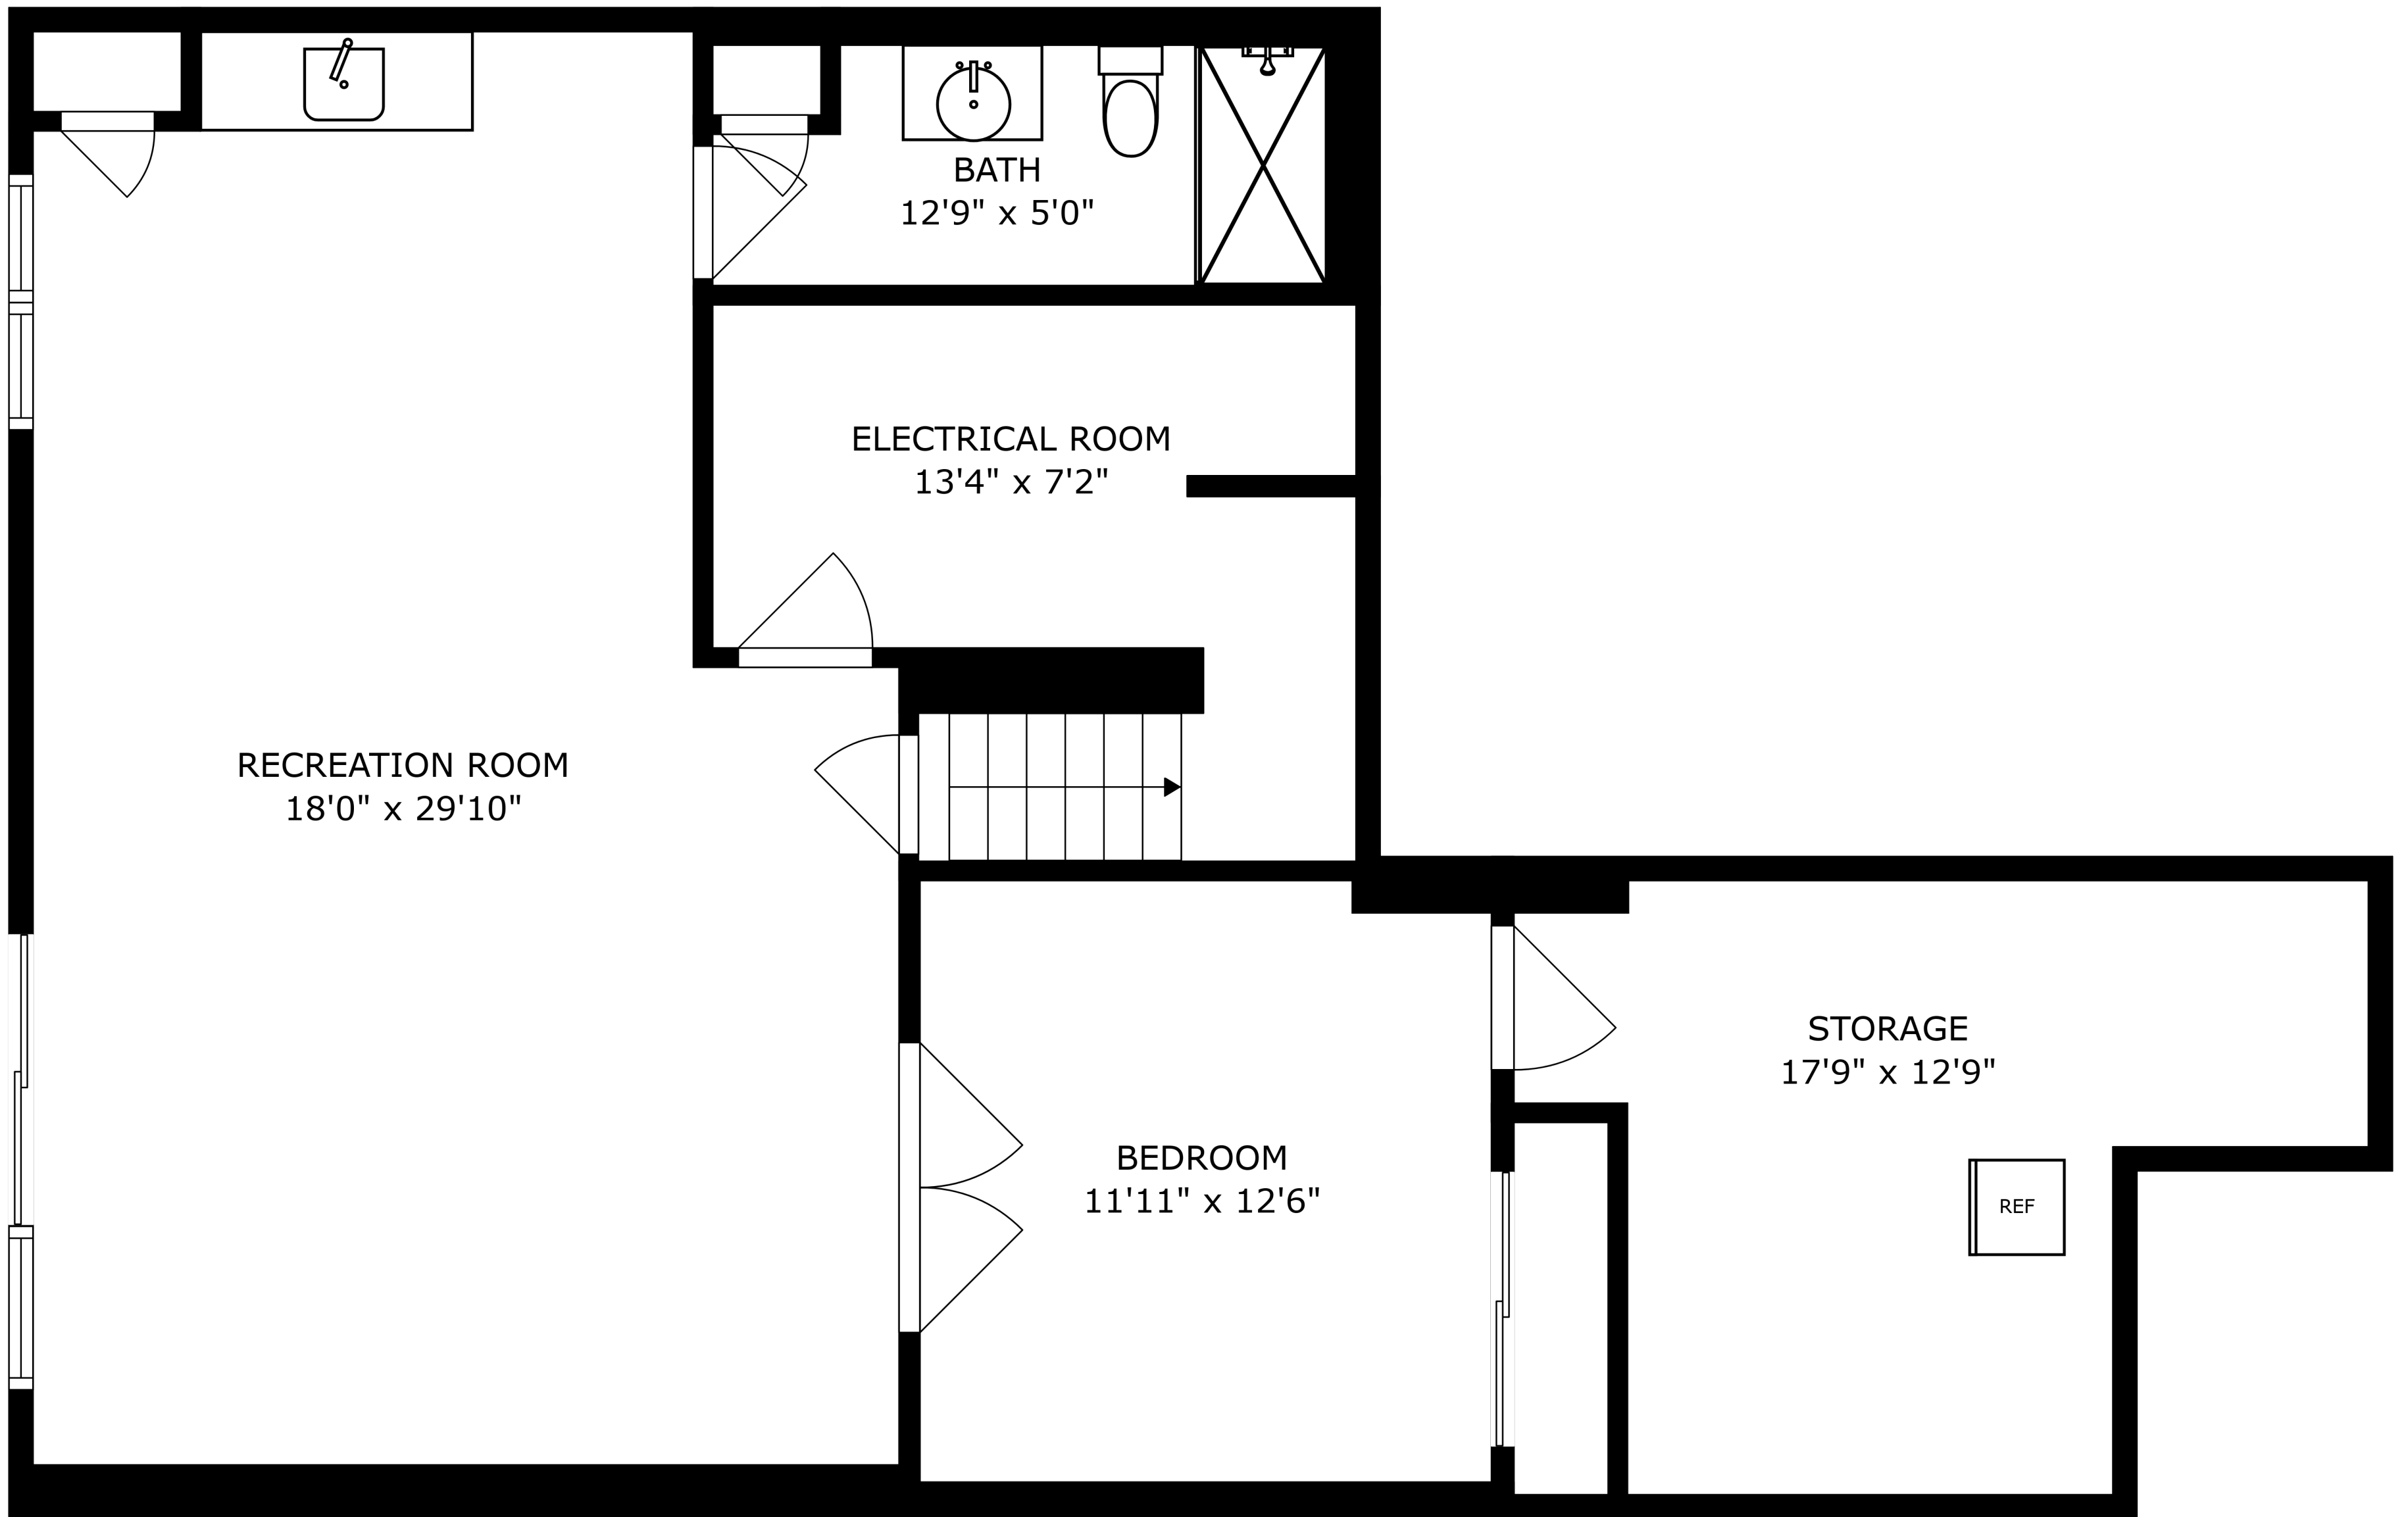 BATH
12'9" x 5'0"
ELECTRICAL ROOM
13'4" x 7'2"
RECREATION ROOM
18'0" x 29'10"
STORAGE
17'9" x 12'9"
BEDROOM
11'11" x 12'6"
REF